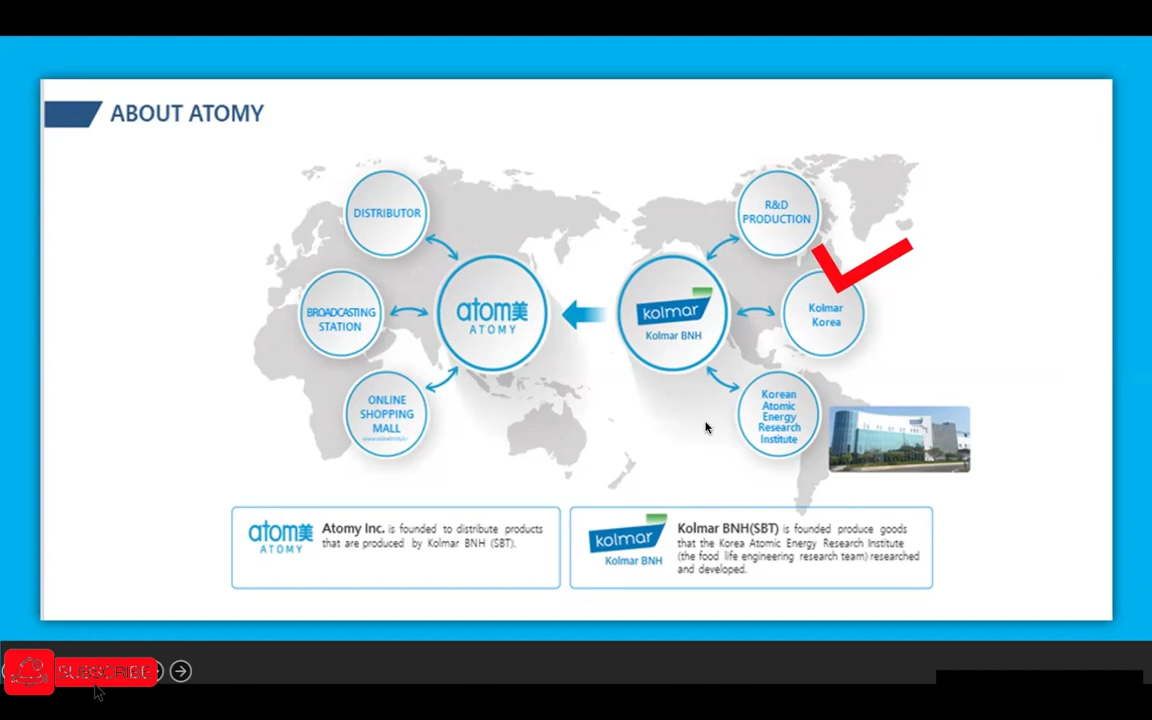 ABOUT ATOMY
DISTRIBUTOR
BROADCASTING
STATION
ONLINE
SHOPPING
MALL
atom美
ATOMY
kolmar
Kolmar BNH
R&D
PRODUCTION
Kolmar
Korea
Korean
Atomic
Energy
Research
Institute
atom美
ATOMY
Atomy Inc. is founded to distribute products
that are produced by Kolmar BNH (SBT).
kolmar
Kolmar BNH
Kolmar BNH(SBT) is founded produce goods
that the Korea Atomic Energy Research Institute
(the food life engineering research team) researched
and developed.
SUBSCRIBE